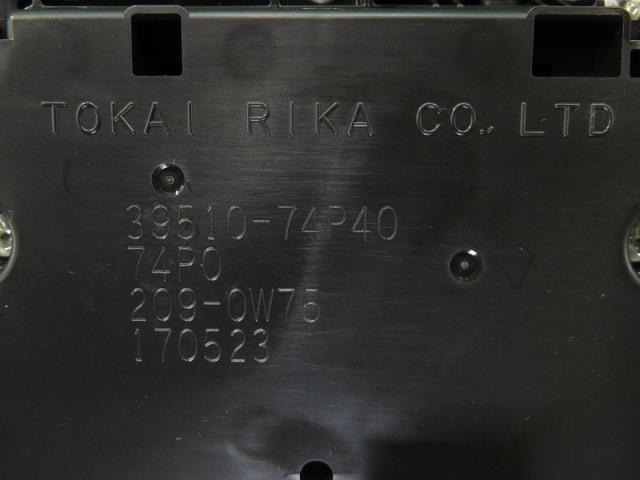 TOKAI RIKA CO., LTD
39510-74P40
74P0
209-0W75
170523